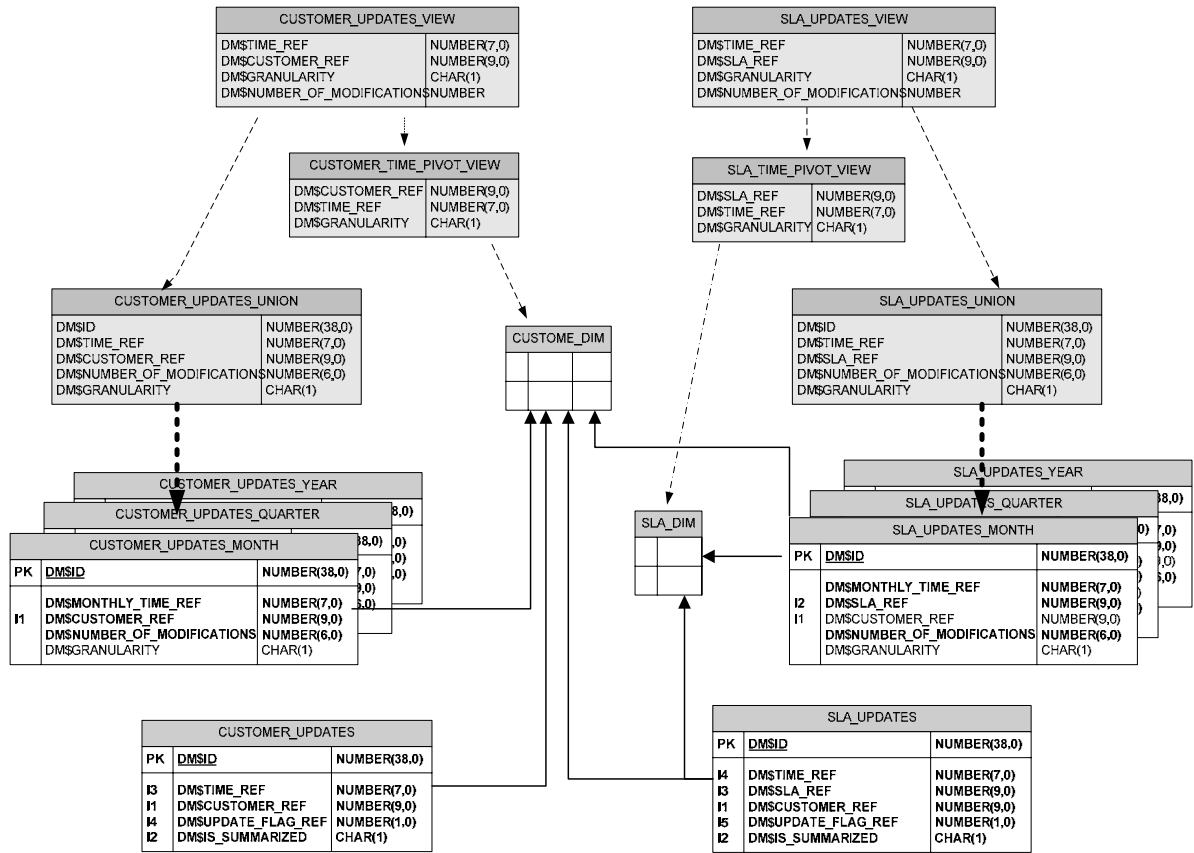 CUSTOMER_UPDATES_VIEW
DM$TIME_REF NUMBER(7,0)
DM$CUSTOMER_REF NUMBER(9,0)
DM$GRANULARITY CHAR(1)
DM$NUMBER_OF_MODIFICATIONS NUMBER
SLA_UPDATES_VIEW
DM$TIME_REF NUMBER(7,0)
DM$SLA_REF NUMBER(9,0)
DM$GRANULARITY CHAR(1)
DM$NUMBER_OF_MODIFICATIONS NUMBER
CUSTOMER_TIME_PIVOT_VIEW
DM$CUSTOMER_REF NUMBER(9,0)
DM$TIME_REF NUMBER(7,0)
DM$GRANULARITY CHAR(1)
SLA_TIME_PIVOT_VIEW
DM$SLA_REF NUMBER(9,0)
DM$TIME_REF NUMBER(7,0)
DM$GRANULARITY CHAR(1)
CUSTOMER_UPDATES_UNION
DM$ID NUMBER(38,0)
DM$TIME_REF NUMBER(7,0)
DM$CUSTOMER_REF NUMBER(9,0)
DM$NUMBER_OF_MODIFICATIONS NUMBER(6,0)
DM$GRANULARITY CHAR(1)
CUSTOME_DIM
SLA_UPDATES_UNION
DM$ID NUMBER(38,0)
DM$TIME_REF NUMBER(7,0)
DM$SLA_REF NUMBER(9,0)
DM$NUMBER_OF_MODIFICATIONS NUMBER(6,0)
DM$GRANULARITY CHAR(1)
CUSTOMER_UPDATES_YEAR
CUSTOMER_UPDATES_QUARTER
CUSTOMER_UPDATES_MONTH
PK DM$ID NUMBER(38,0)
DM$MONTHLY_TIME_REF NUMBER(7,0)
I1 DM$CUSTOMER_REF NUMBER(9,0)
DM$NUMBER_OF_MODIFICATIONS NUMBER(6,0)
DM$GRANULARITY CHAR(1)
SLA_DIM
SLA_UPDATES_YEAR
SLA_UPDATES_QUARTER
SLA_UPDATES_MONTH
PK DM$ID NUMBER(38,0)
DM$MONTHLY_TIME_REF NUMBER(7,0)
I2 DM$SLA_REF NUMBER(9,0)
I1 DM$CUSTOMER_REF NUMBER(9,0)
DM$NUMBER_OF_MODIFICATIONS NUMBER(6,0)
DM$GRANULARITY CHAR(1)
CUSTOMER_UPDATES
PK DM$ID NUMBER(38,0)
I3 DM$TIME_REF NUMBER(7,0)
I1 DM$CUSTOMER_REF NUMBER(9,0)
I4 DM$UPDATE_FLAG_REF NUMBER(1,0)
I2 DM$IS_SUMMARIZED CHAR(1)
SLA_UPDATES
PK DM$ID NUMBER(38,0)
I4 DM$TIME_REF NUMBER(7,0)
I3 DM$SLA_REF NUMBER(9,0)
I1 DM$CUSTOMER_REF NUMBER(9,0)
I5 DM$UPDATE_FLAG_REF NUMBER(1,0)
I2 DM$IS_SUMMARIZED CHAR(1)